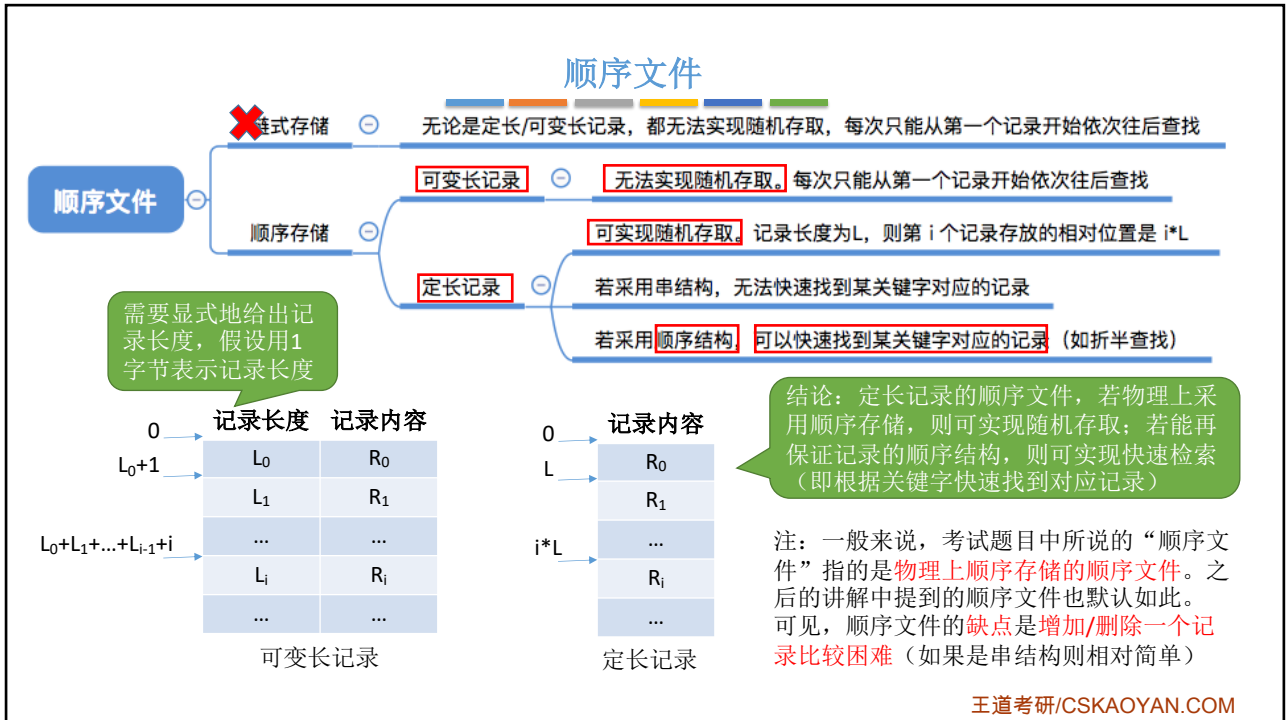 顺序文件
链式存储
无论是定长/可变长记录，都无法实现随机存取，每次只能从第一个记录开始依次往后查找
顺序文件
可变长记录
无法实现随机存取。每次只能从第一个记录开始依次往后查找
顺序存储
可实现随机存取。记录长度为L，则第 i 个记录存放的相对位置是 i*L
定长记录
若采用串结构，无法快速找到某关键字对应的记录
若采用顺序结构，可以快速找到某关键字对应的记录（如折半查找）
需要显式地给出记
录长度，假设用1
字节表示记录长度
记录长度 记录内容
0
L0+1
L0+L1+...+Li-1+i
L0 R0
L1 R1
... ...
Li Ri
... ...
可变长记录
记录内容
0
L
i*L
R0
R1
...
Ri
...
定长记录
结论：定长记录的顺序文件，若物理上采
用顺序存储，则可实现随机存取；若能再
保证记录的顺序结构，则可实现快速检索
（即根据关键字快速找到对应记录）
注：一般来说，考试题目中所说的“顺序文
件”指的是物理上顺序存储的顺序文件。之
后的讲解中提到的顺序文件也默认如此。
可见，顺序文件的缺点是增加/删除一个记
录比较困难（如果是串结构则相对简单）
王道考研/CSKAOYAN.COM